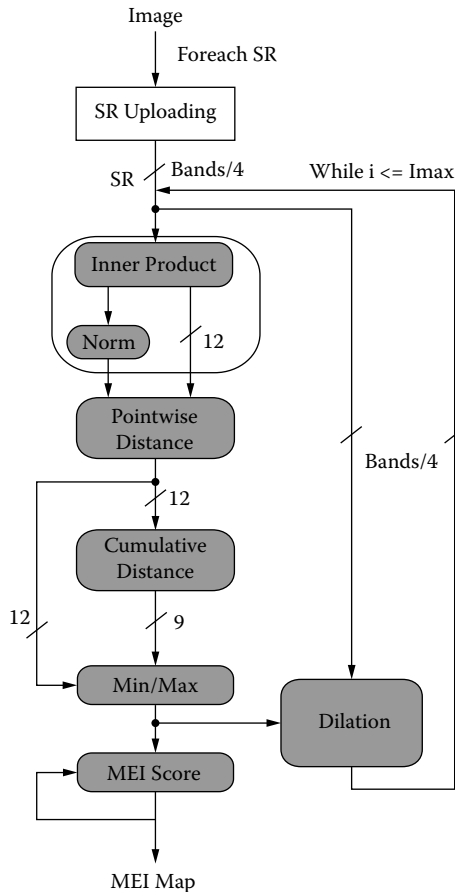 Image
Foreach SR
SR Uploading
SR
Bands/4
While i <= Imax
Inner Product
Norm
12
Pointwise
Distance
Bands/4
12
Cumulative
Distance
12
9
Min/Max
Dilation
MEI Score
MEI Map